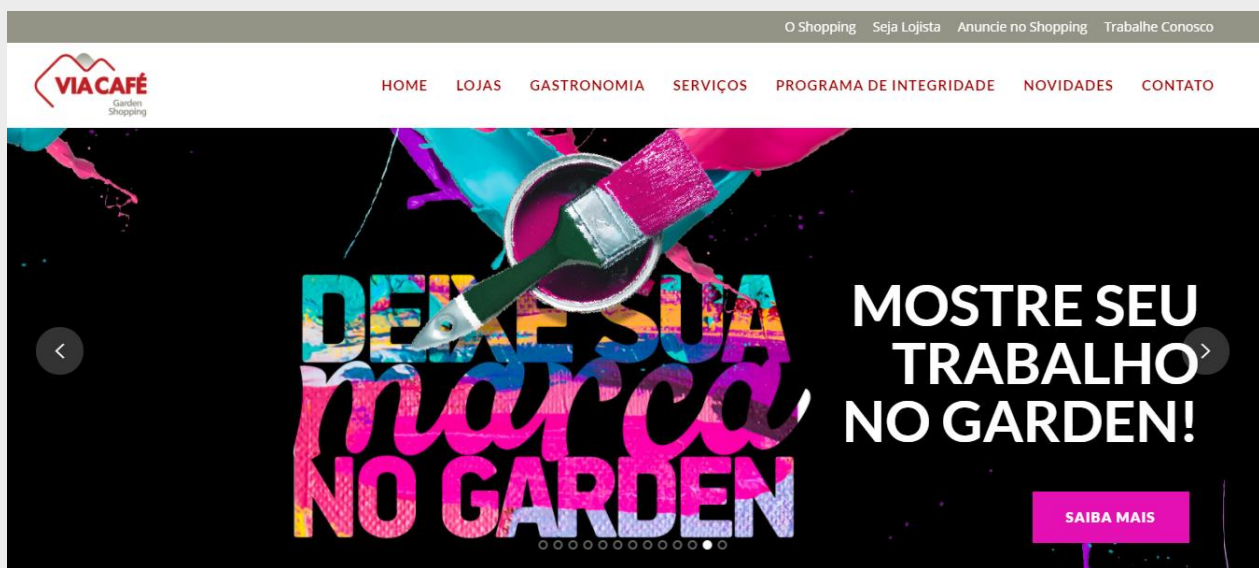 O Shopping Seja Lojista Anuncie no Shopping Trabalhe Conosco
VIA CAFÉ
Garden
Shopping
HOME LOJAS GASTRONOMIA SERVIÇOS PROGRAMA DE INTEGRIDADE NOVIDADES CONTATO
DEIXE SUA
marca
NO GARDEN
MOSTRE SEU
TRABALHO
NO GARDEN!
SAIBA MAIS